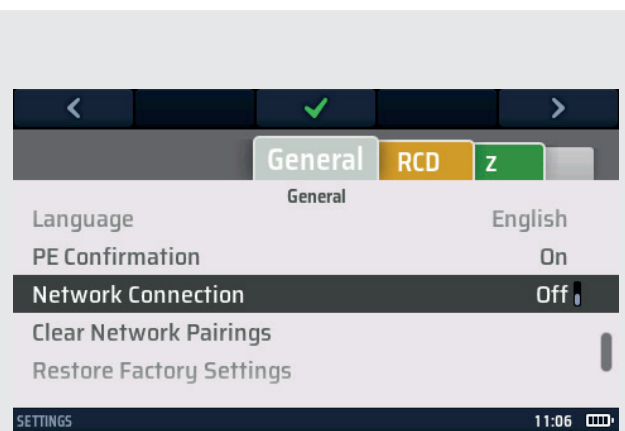 General RCD Z
General
Language English
PE Confirmation On
Network Connection Off
Clear Network Pairings
Restore Factory Settings
SETTINGS 11:06